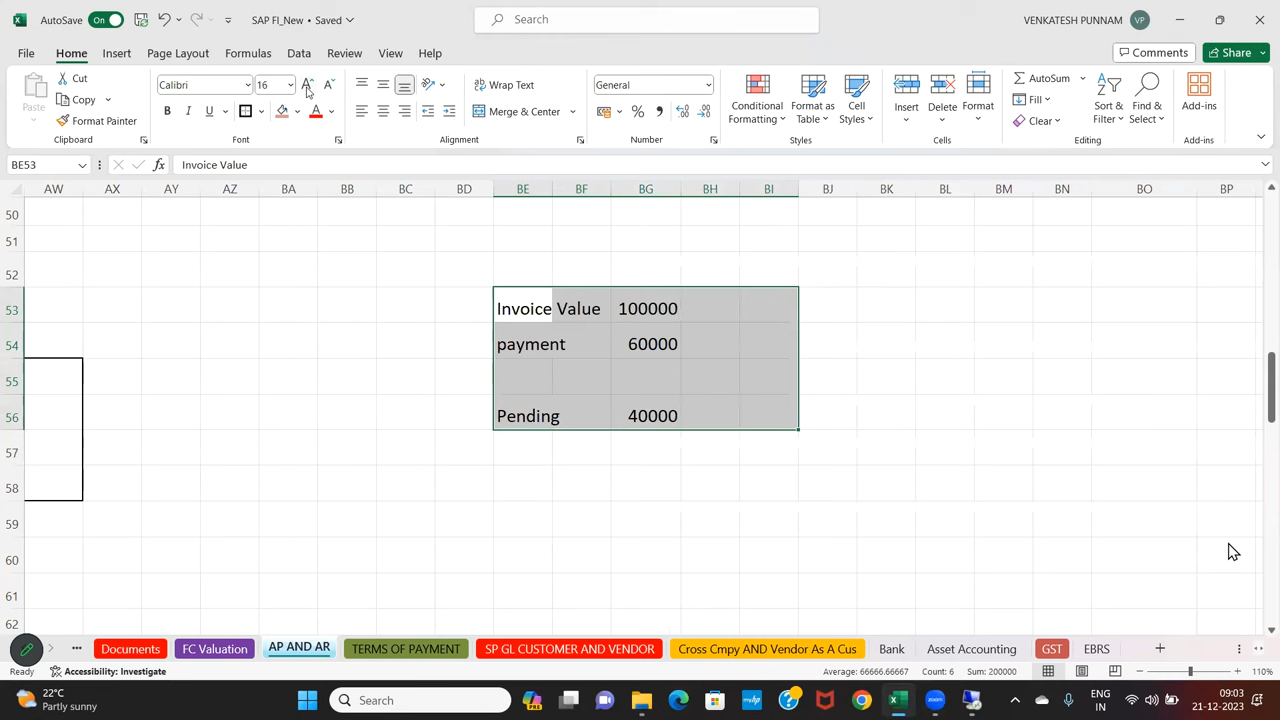 AutoSave On SAP FI_New • Saved Search VENKATESH PUNNAM VP
File Home Insert Page Layout Formulas Data Review View Help Comments Share
Paste Cut Copy Format Painter Clipboard
Calibri 16 A A B I U A Font
Wrap Text Merge & Center Alignment
General % Number
Conditional Formatting Format as Table Cell Styles Styles
Insert Delete Format Cells
AutoSum Fill Clear Sort & Filter Find & Select Editing
Add-ins Add-ins
BE53 fx Invoice Value
AW AX AY AZ BA BB BC BD BE BF BG BH BI BJ BK BL BM BN BO BP
50
51
52
53 Invoice Value 100000
54 payment 60000
55
56 Pending 40000
57
58
59
60
61
62
Documents FC Valuation AP AND AR TERMS OF PAYMENT SP GL CUSTOMER AND VENDOR Cross Cmpy AND Vendor As A Cus Bank Asset Accounting GST EBRS
Ready Accessibility: Investigate Average: 66666.66667 Count: 6 Sum: 200000 110%
22°C Partly sunny Search ENG IN 09:03 21-12-2023